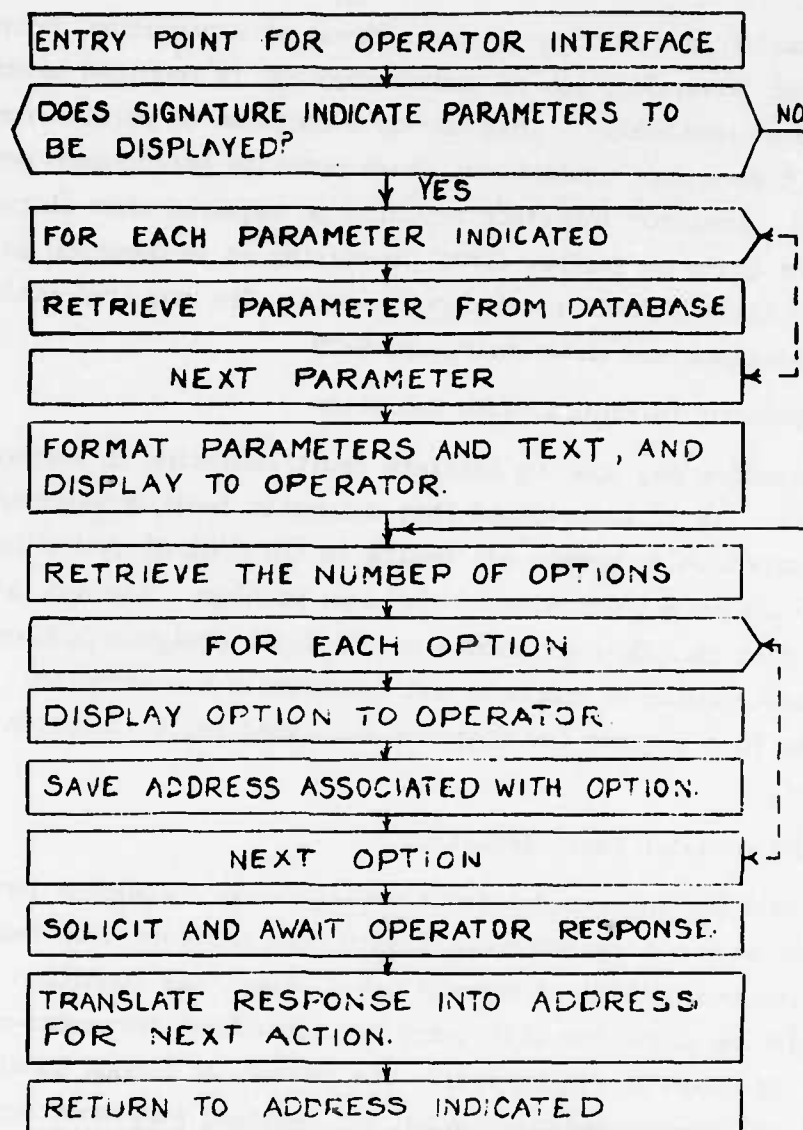 ENTRY POINT FOR OPERATOR INTERFACE
DOES SIGNATURE INDICATE PARAMETERS TO
BE DISPLAYED?
NO
YES
FOR EACH PARAMETER INDICATED
RETRIEVE PARAMETER FROM DATABASE
NEXT PARAMETER
FORMAT PARAMETERS AND TEXT, AND
DISPLAY TO OPERATOR.
RETRIEVE THE NUMBER OF OPTIONS
FOR EACH OPTION
DISPLAY OPTION TO OPERATOR.
SAVE ADDRESS ASSOCIATED WITH OPTION.
NEXT OPTION
SOLICIT AND AWAIT OPERATOR RESPONSE.
TRANSLATE RESPONSE INTO ADDRESS
FOR NEXT ACTION.
RETURN TO ADDRESS INDICATED